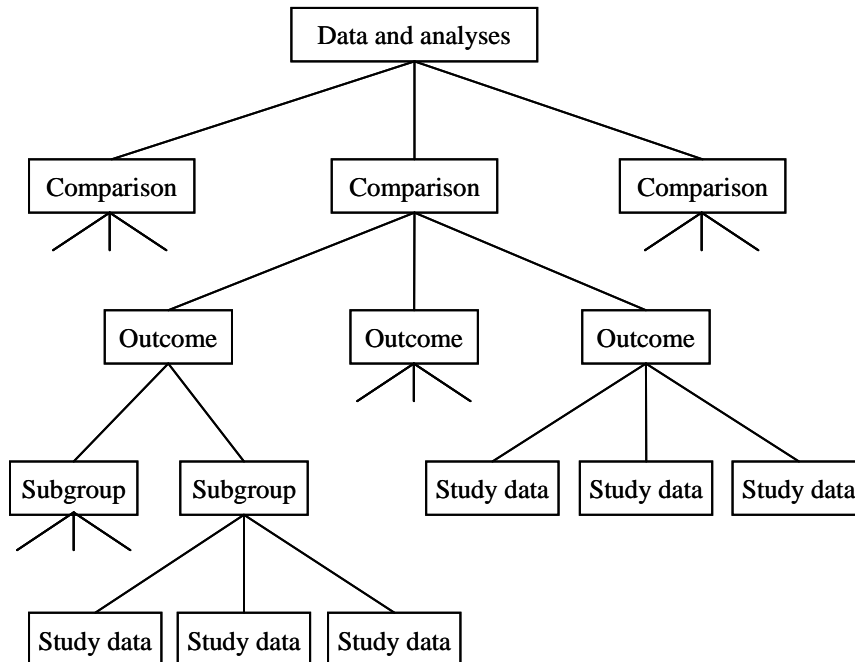 Data and analyses
Comparison
Comparison
Comparison
Outcome
Outcome
Outcome
Subgroup
Subgroup
Study data
Study data
Study data
Study data
Study data
Study data